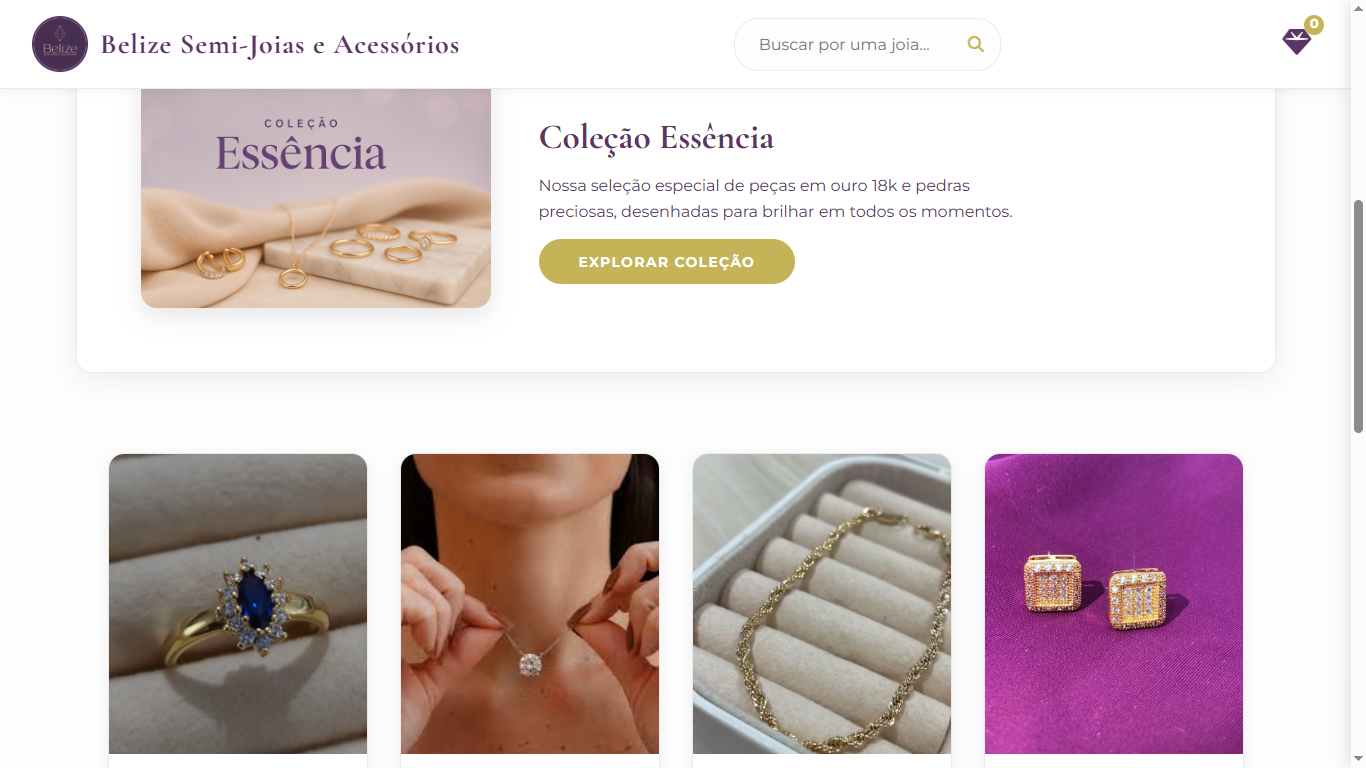 Belize
Belize Semi-Joias e Acessórios
Buscar por uma joia...
0
COLEÇÃO
Essência
Coleção Essência
Nossa seleção especial de peças em ouro 18k e pedras
preciosas, desenhadas para brilhar em todos os momentos.
EXPLORAR COLEÇÃO